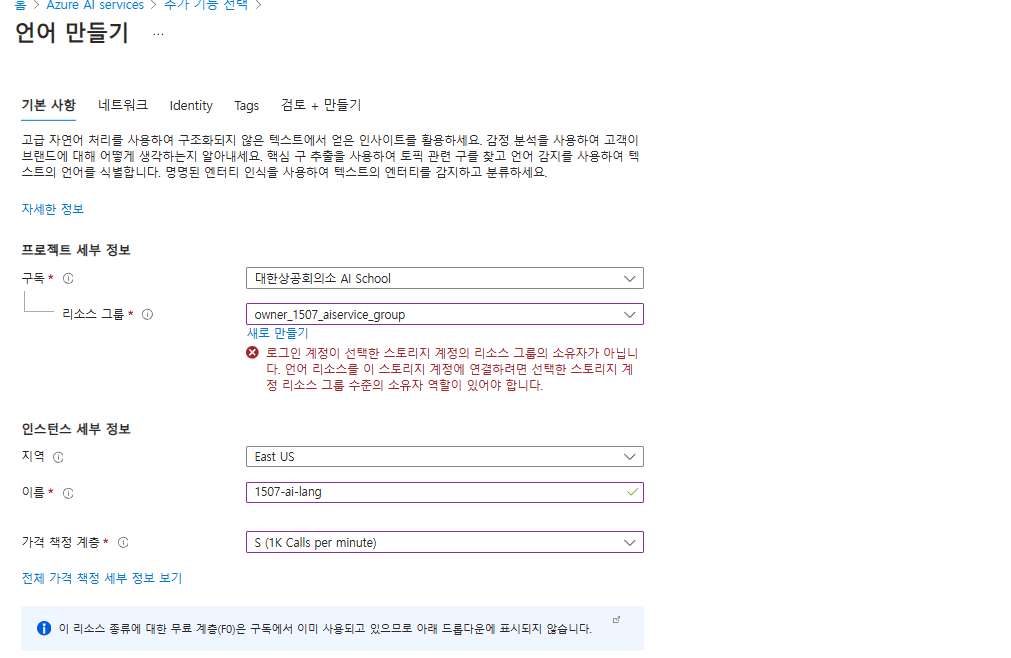 홈 > Azure AI services > 추가 기능 선택 >
언어 만들기 ...
기본 사항 네트워크 Identity Tags 검토 + 만들기
고급 자연어 처리를 사용하여 구조화되지 않은 텍스트에서 얻은 인사이트를 활용하세요. 감정 분석을 사용하여 고객이
브랜드에 대해 어떻게 생각하는지 알아내세요. 핵심 구 추출을 사용하여 토픽 관련 구를 찾고 언어 감지를 사용하여 텍
스트의 언어를 식별합니다. 명명된 엔터티 인식을 사용하여 텍스트의 엔터티를 감지하고 분류하세요.
자세한 정보
프로젝트 세부 정보
구독 * 대한상공회의소 AI School
리소스 그룹 * owner_1507_aiservice_group
새로 만들기
로그인 계정이 선택한 스토리지 계정의 리소스 그룹의 소유자가 아닙니
다. 언어 리소스를 이 스토리지 계정에 연결하려면 선택한 스토리지 계
정 리소스 그룹 수준의 소유자 역할이 있어야 합니다.
인스턴스 세부 정보
지역 East US
이름 * 1507-ai-lang
가격 책정 계층 * S (1K Calls per minute)
전체 가격 책정 세부 정보 보기
이 리소스 종류에 대한 무료 계층(F0)은 구독에서 이미 사용되고 있으므로 아래 드롭다운에 표시되지 않습니다.